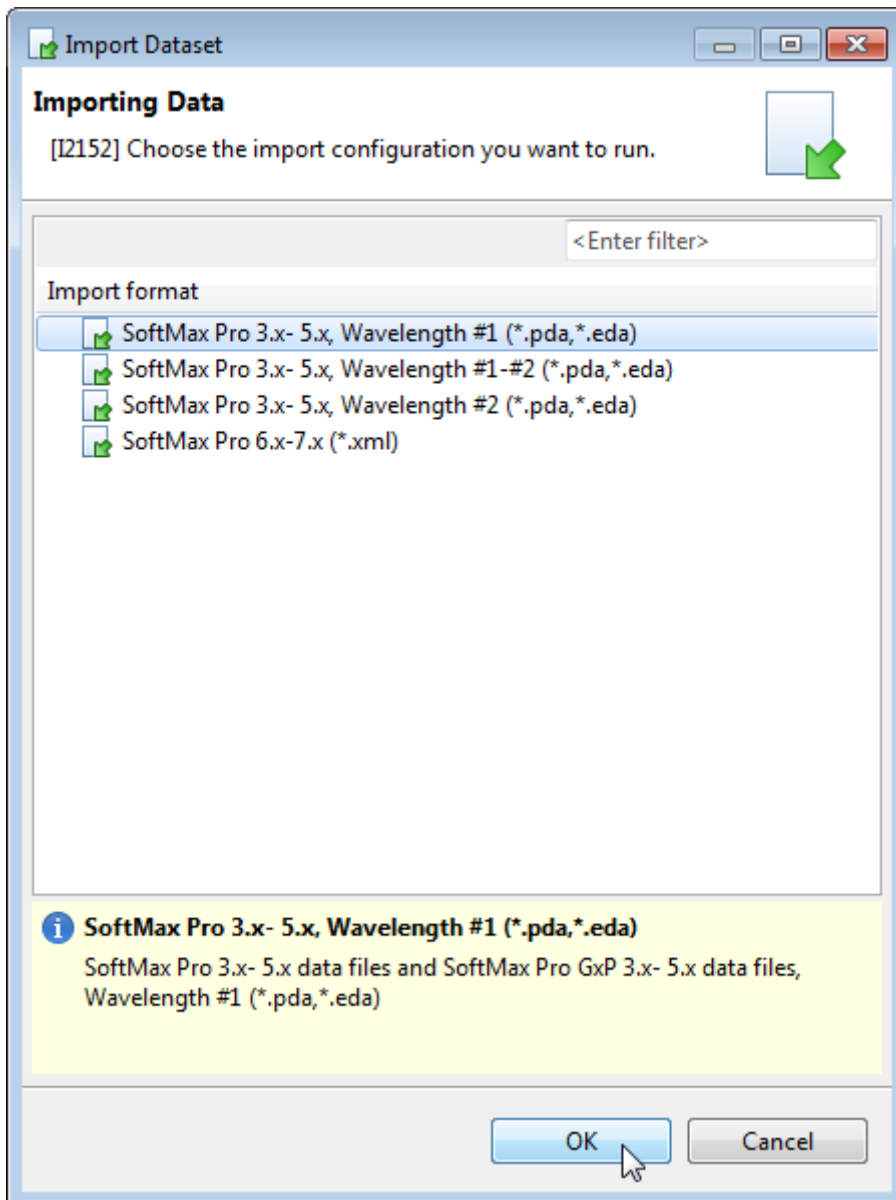 Import Dataset
Importing Data
[I2152] Choose the import configuration you want to run.
<Enter filter>
Import format
SoftMax Pro 3.x- 5.x, Wavelength #1 (*.pda,*.eda)
SoftMax Pro 3.x- 5.x, Wavelength #1-#2 (*.pda,*.eda)
SoftMax Pro 3.x- 5.x, Wavelength #2 (*.pda,*.eda)
SoftMax Pro 6.x-7.x (*.xml)
SoftMax Pro 3.x- 5.x, Wavelength #1 (*.pda,*.eda)
SoftMax Pro 3.x- 5.x data files and SoftMax Pro GxP 3.x- 5.x data files,
Wavelength #1 (*.pda,*.eda)
OK
Cancel